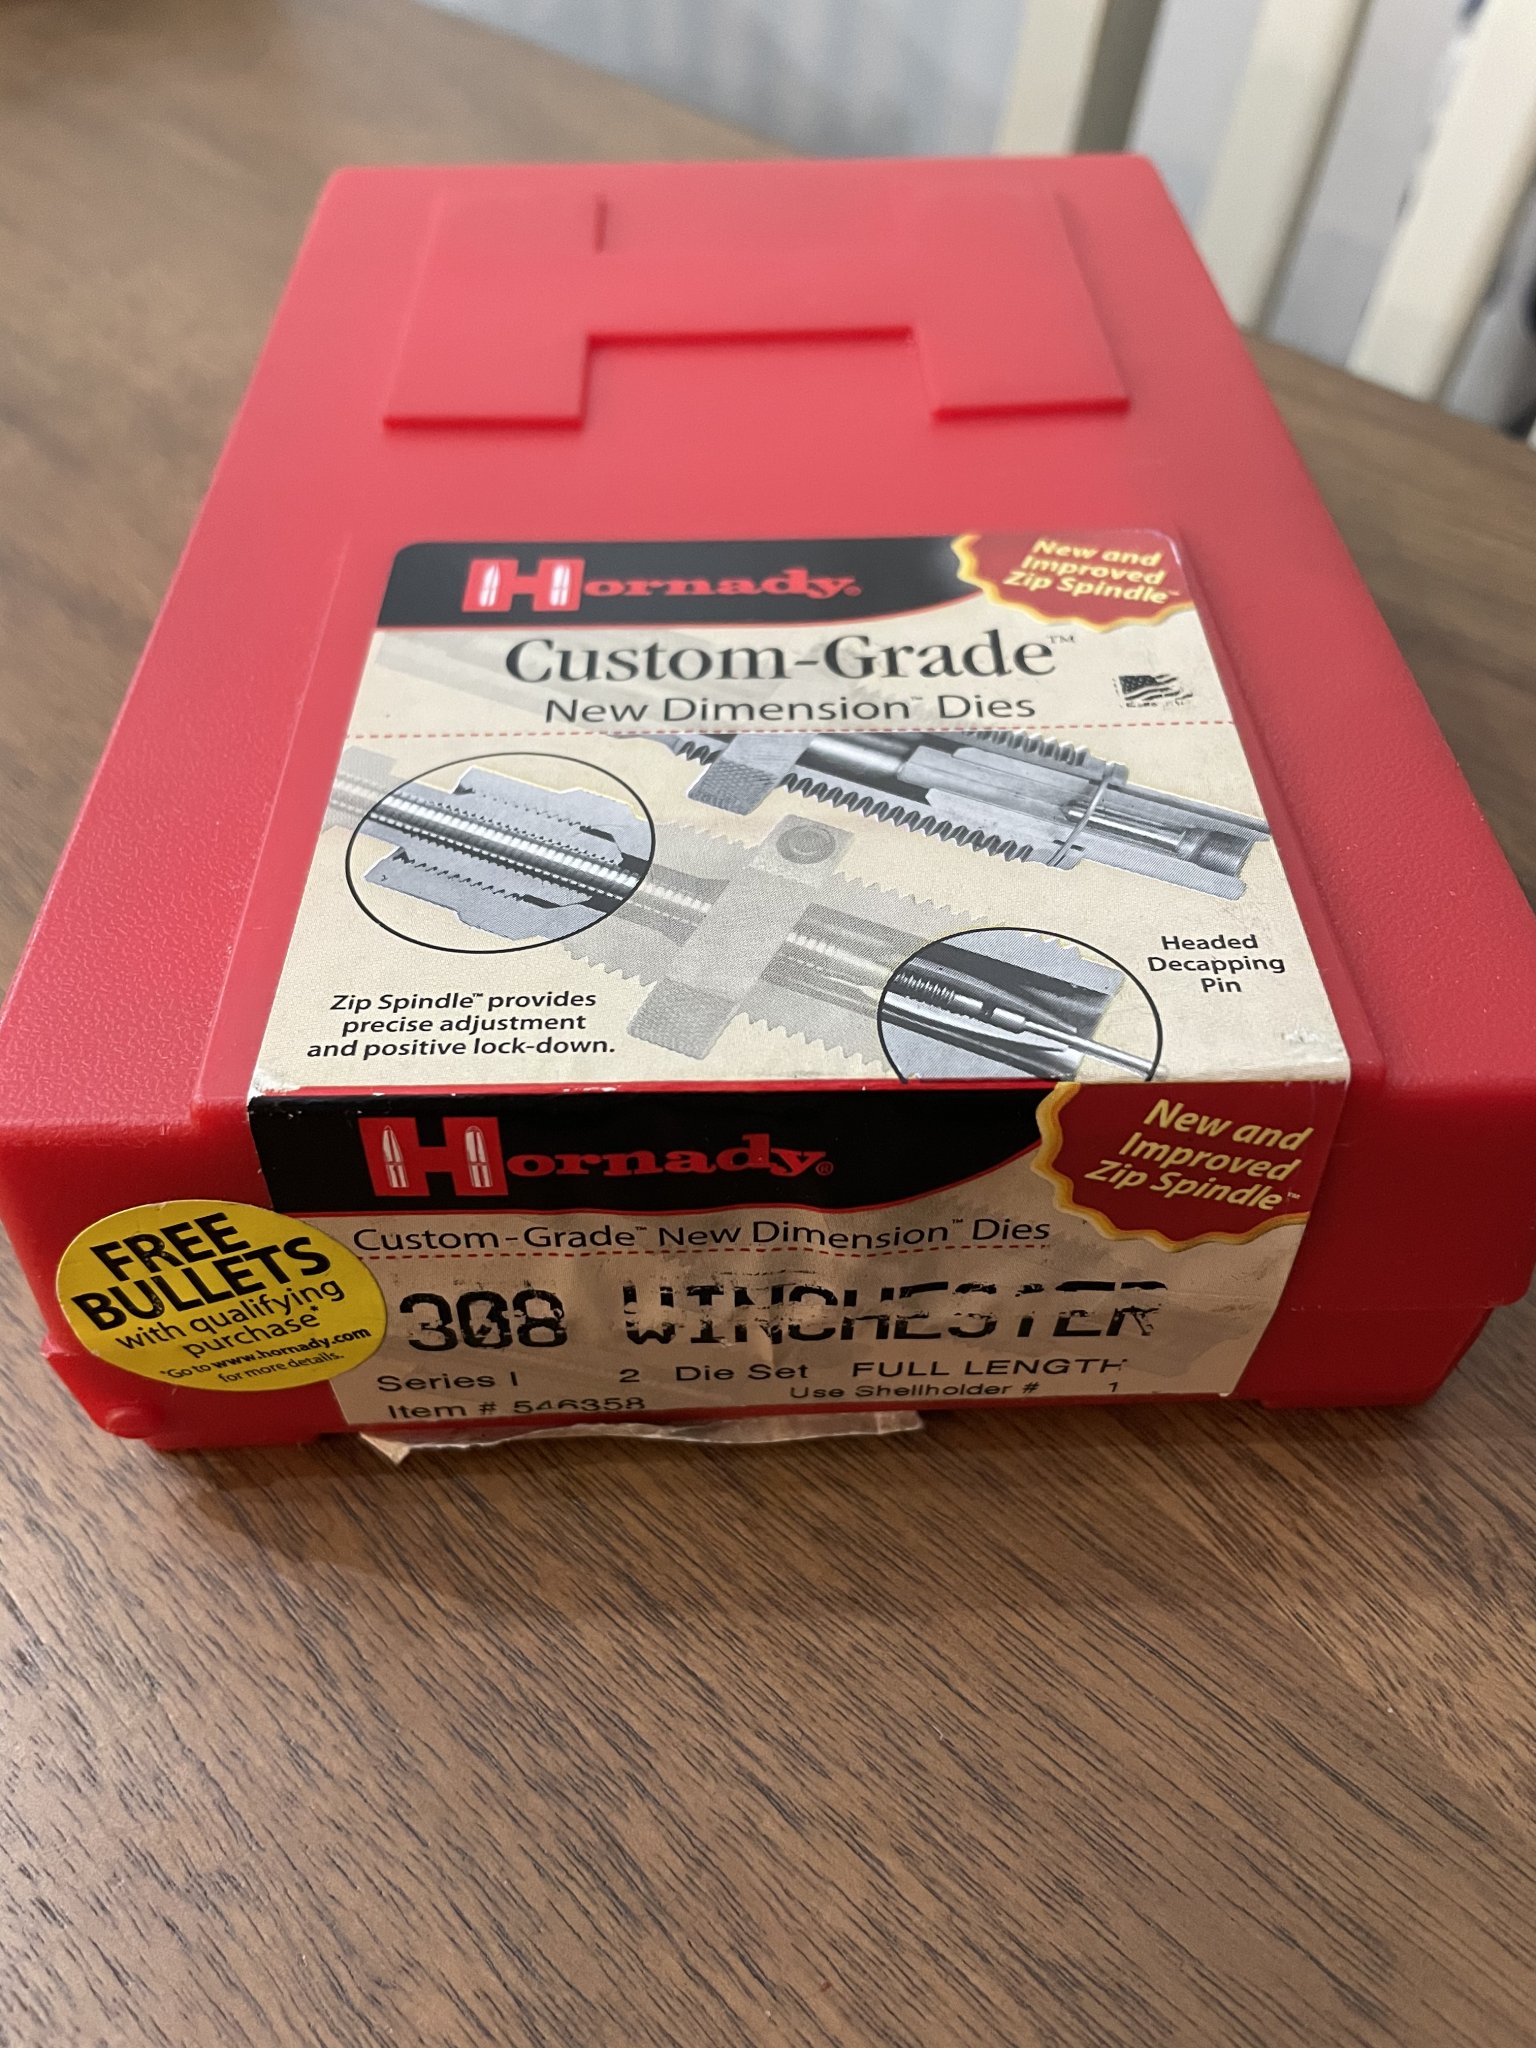 Hornady®
New and
Improved
Zip Spindle™
Custom-Grade™
New Dimension™ Dies
Headed
Decapping
Pin
Zip Spindle™ provides
precise adjustment
and positive lock-down.
Hornady®
New and
Improved
Zip Spindle™
Custom-Grade™ New Dimension™ Dies
FREE
BULLETS
with qualifying
purchase*
*Go to www.hornady.com
for more details.
308 WINCHESTER
Series I 2 Die Set FULL LENGTH
Item # 546358 Use Shellholder # 1